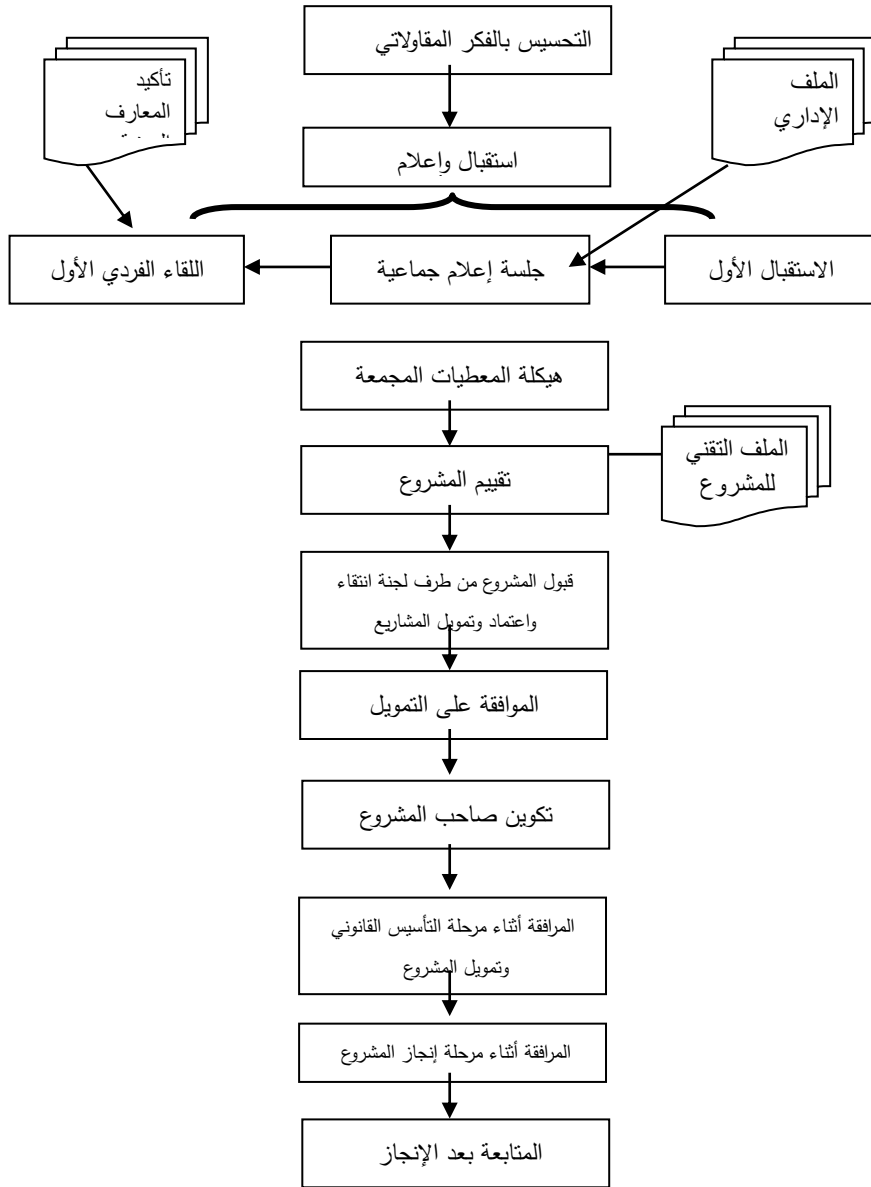 التحسيس بالفكر المقاولاتي
الملف
الإداري
تأكيد
المعارف
استقبال وإعلام
الاستقبال الأول
جلسة إعلام جماعية
اللقاء الفردي الأول
هيكلة المعطيات المجمعة
تقييم المشروع
الملف التقني
للمشروع
قبول المشروع من طرف لجنة انتقاء
واعتماد وتمويل المشاريع
الموافقة على التمويل
تكوين صاحب المشروع
المرافقة أثناء مرحلة التأسيس القانوني
وتمويل المشروع
المرافقة أثناء مرحلة إنجاز المشروع
المتابعة بعد الإنجاز